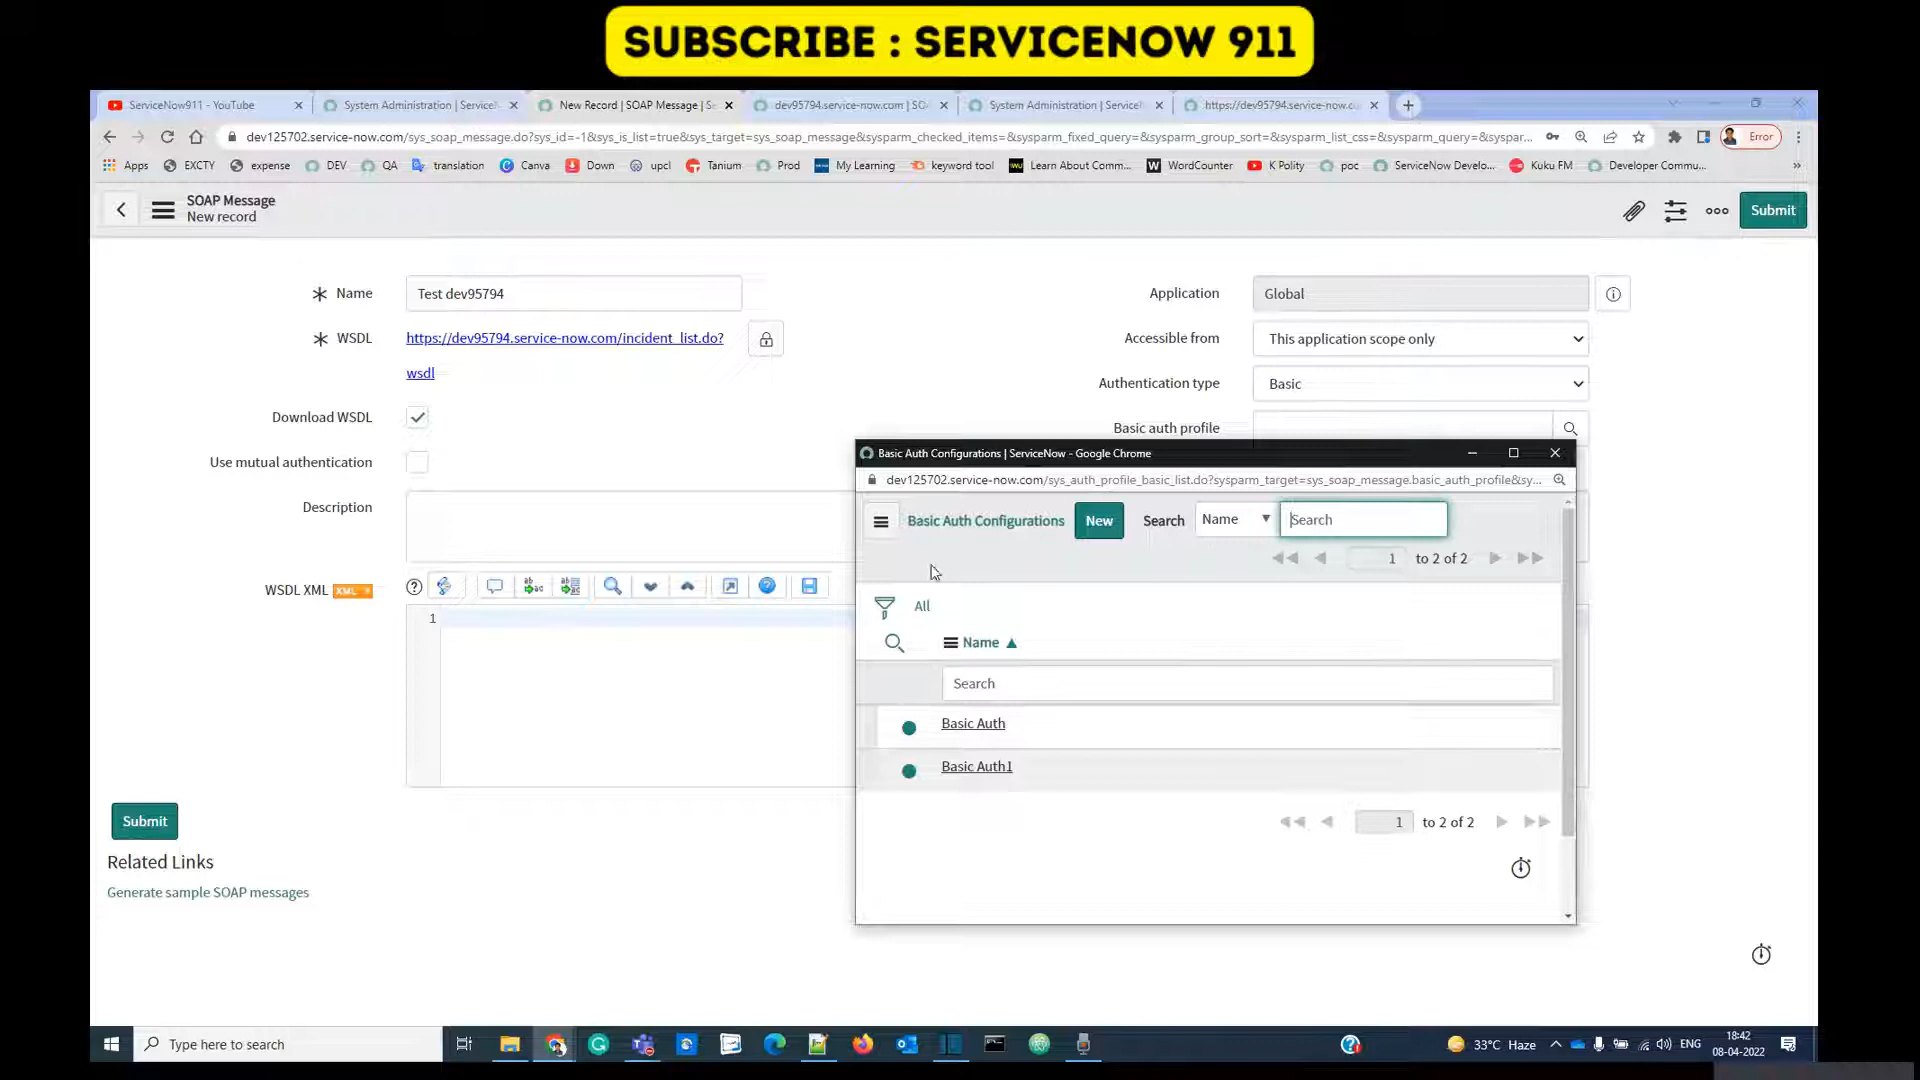 SUBSCRIBE : SERVICENOW 911
ServiceNow911 - YouTube
System Administration | Service
New Record | SOAP Message | S
dev95794.service-now.com | SO
System Administration | Service
https://dev95794.service-now.co
dev125702.service-now.com/sys_soap_message.do?sys_id=-1&sys_is_list=true&sys_target=sys_soap_message&sysparm_checked_items=&sysparm_fixed_query=&sysparm_group_sort=&sysparm_list_css=&sysparm_query=&syspar...
Error
Apps
EXCTY
expense
DEV
QA
translation
Canva
Down
upcl
Tanium
Prod
My Learning
keyword tool
Learn About Comm...
WordCounter
K Polity
poc
ServiceNow Develo...
Kuku FM
Developer Commu...
SOAP Message
New record
Submit
Name
Test dev95794
WSDL
https://dev95794.service-now.com/incident_list.do?
wsdl
Download WSDL
Use mutual authentication
Description
WSDL XML
XML
1
Application
Global
Accessible from
This application scope only
Authentication type
Basic
Basic auth profile
Basic Auth Configurations | ServiceNow - Google Chrome
dev125702.service-now.com/sys_auth_profile_basic_list.do?sysparm_target=sys_soap_message.basic_auth_profile&sy...
Basic Auth Configurations
New
Search
Name
Search
1 to 2 of 2
All
Name
Search
Basic Auth
Basic Auth1
1 to 2 of 2
Submit
Related Links
Generate sample SOAP messages
Type here to search
33°C Haze
ENG
18:42
08-04-2022